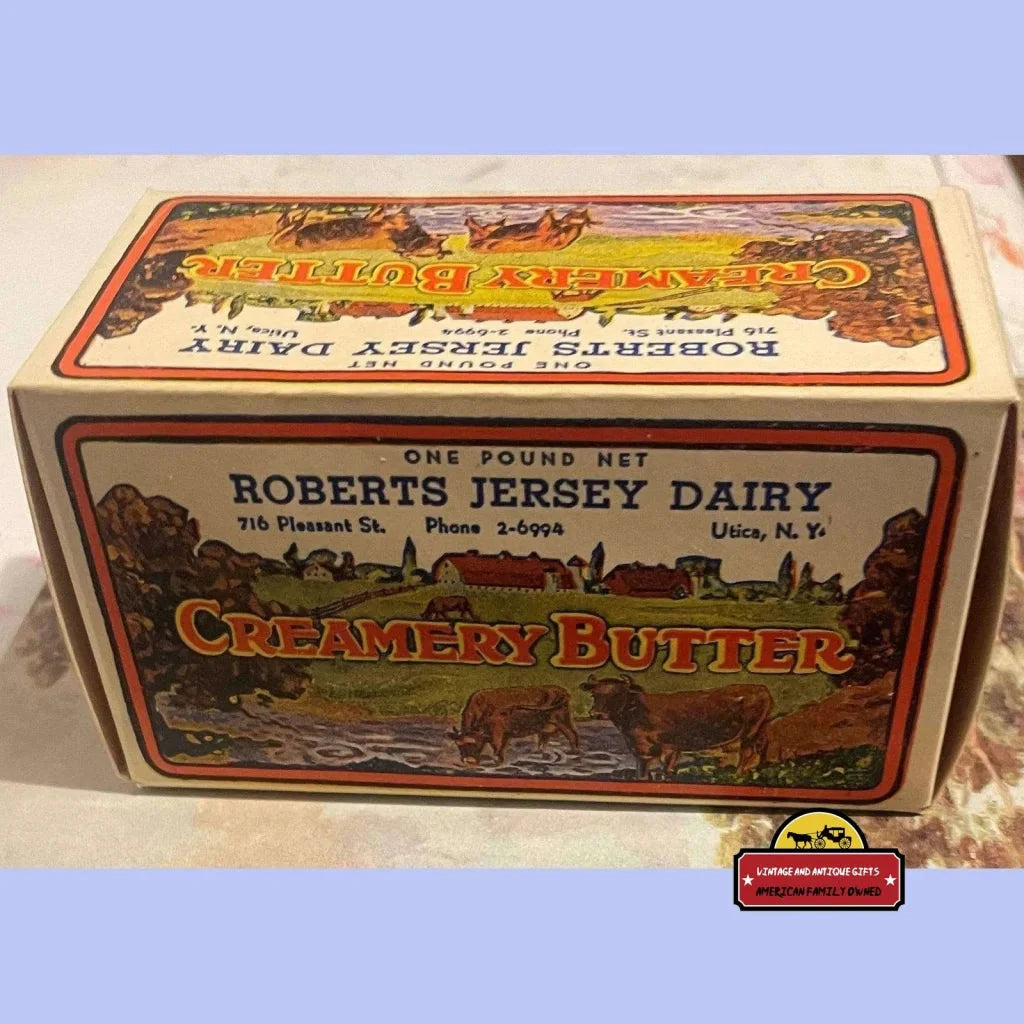 CREAMERY BUTTER
716 Pleasant St. Phone 2-6994 Utica, N. Y.
ROBERTS JERSEY DAIRY
ONE POUND NET
ONE POUND NET
ROBERTS JERSEY DAIRY
716 Pleasant St. Phone 2-6994 Utica, N. Y.
CREAMERY BUTTER
VINTAGE AND ANTIQUE GIFTS
AMERICAN FAMILY OWNED